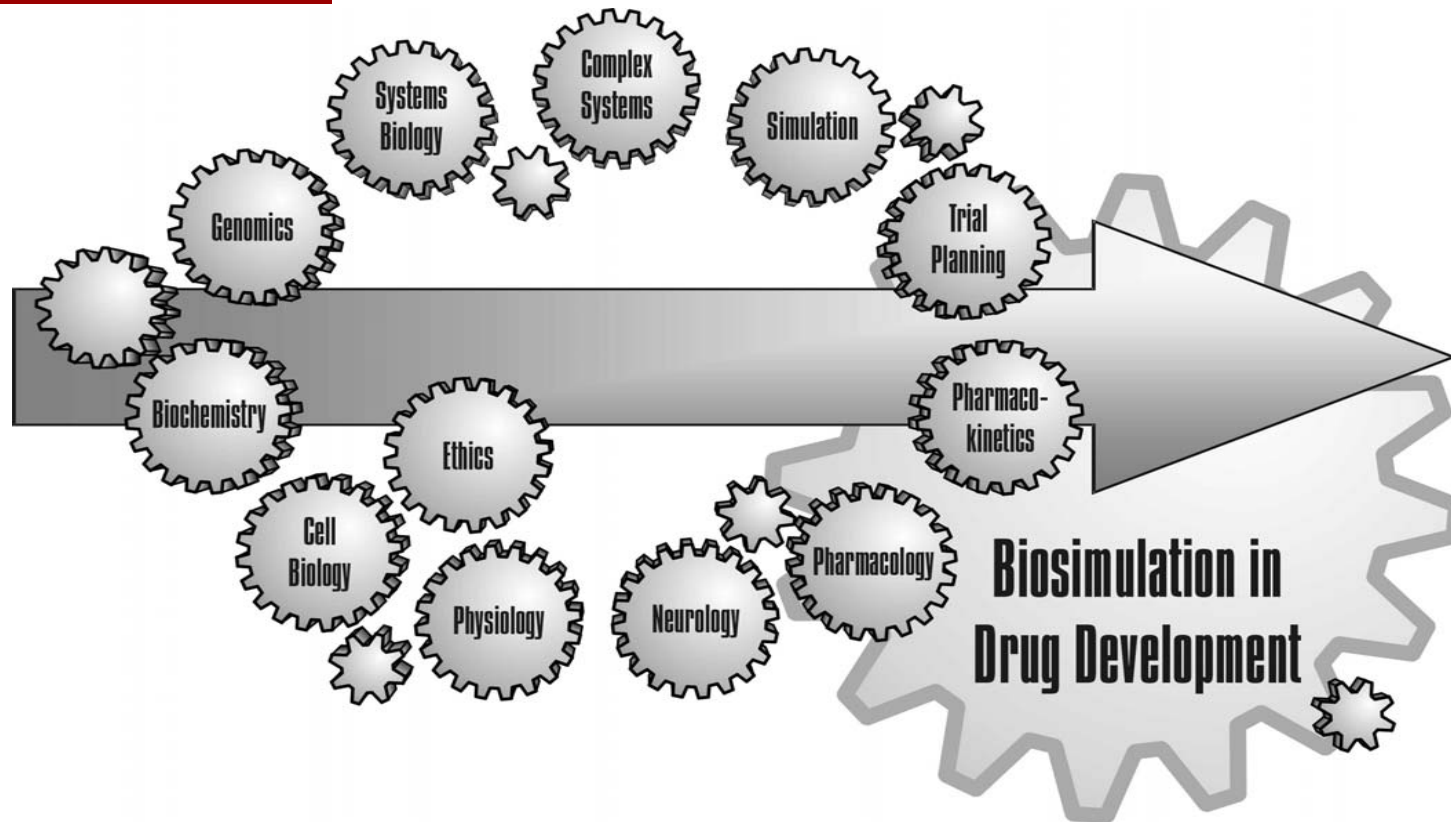 Complex
Systems
Systems
Biology
Simulation
Genomics
Trial
Planning
Biochemistry
Ethics
Pharmaco-
kinetics
Cell
Biology
Physiology
Neurology
Pharmacology
Biosimulation in
Drug Development